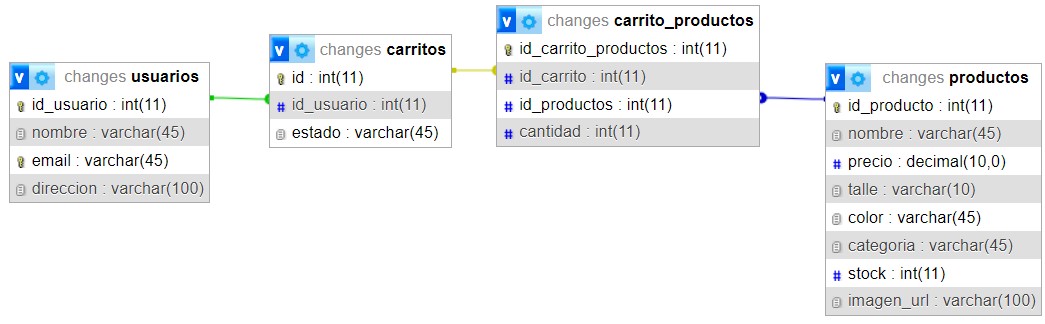 v changes usuarios
id_usuario : int(11)
nombre : varchar(45)
email : varchar(45)
direccion : varchar(100)
v changes carritos
id : int(11)
# id_usuario : int(11)
estado : varchar(45)
v changes carrito_productos
id_carrito_productos : int(11)
# id_carrito : int(11)
# id_productos : int(11)
# cantidad : int(11)
v changes productos
id_producto : int(11)
nombre : varchar(45)
# precio : decimal(10,0)
talle : varchar(10)
color : varchar(45)
categoria : varchar(45)
# stock : int(11)
imagen_url : varchar(100)